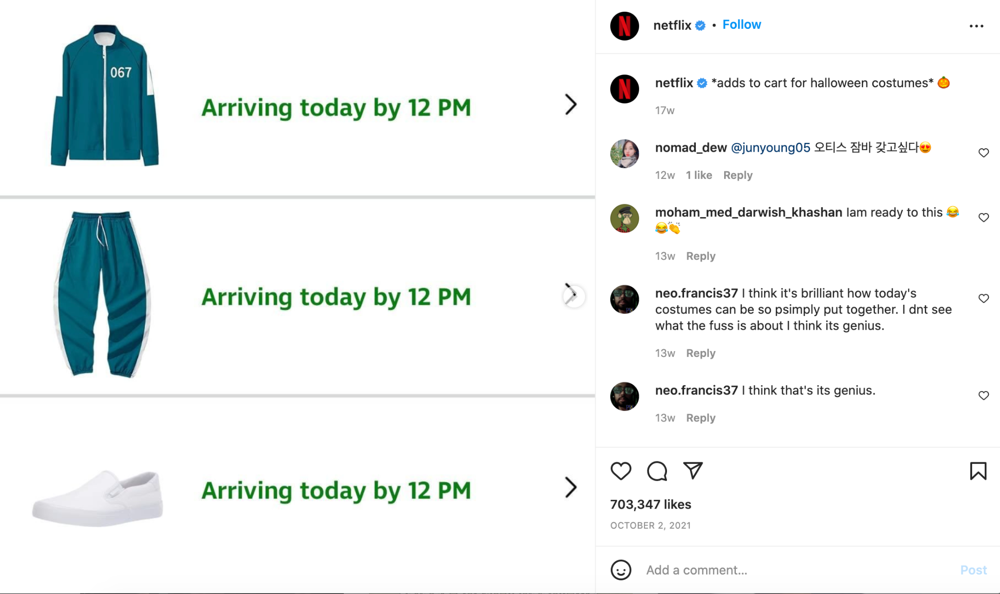 067
Arriving today by 12 PM
Arriving today by 12 PM
Arriving today by 12 PM
netflix • Follow
netflix *adds to cart for halloween costumes* 🎃
17w
nomad_dew @junyoung05 오티스 잠바 갖고싶다😍
12w 1 like Reply
moham_med_darwish_khashan Iam ready to this 😂
😂👏
13w Reply
neo.francis37 I think it's brilliant how today's
costumes can be so psimply put together. I dnt see
what the fuss is about I think its genius.
13w Reply
neo.francis37 I think that's its genius.
13w Reply
703,347 likes
OCTOBER 2, 2021
Add a comment...
Post